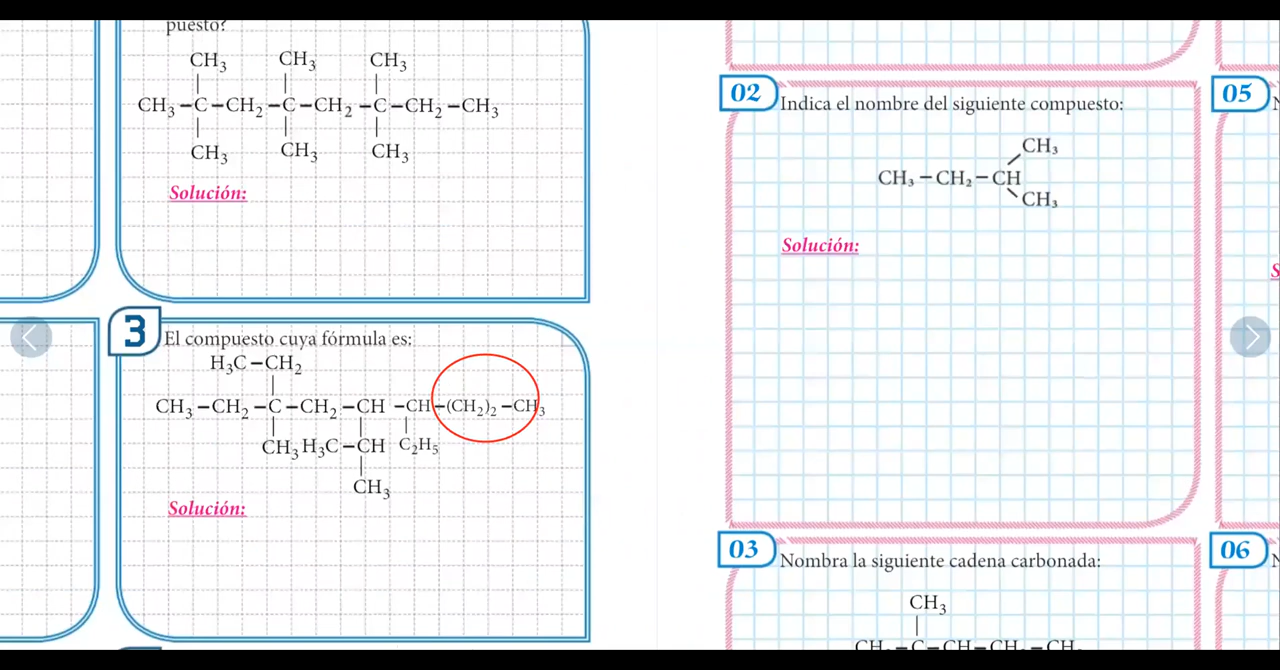 puesto?
CH₃ CH₃ CH₃
CH₃–C–CH₂–C–CH₂–C–CH₂–CH₃
CH₃ CH₃ CH₃
Solución:
3
El compuesto cuya fórmula es:
H₃C–CH₂
CH₃–CH₂–C–CH₂–CH–CH–(CH₂)₂–CH₃
CH₃ H₃C–CH C₂H₅
CH₃
Solución:
02
Indica el nombre del siguiente compuesto:
CH₃
CH₃–CH₂–CH
CH₃
Solución:
03
Nombra la siguiente cadena carbonada:
CH₃
05
N
S
06
N